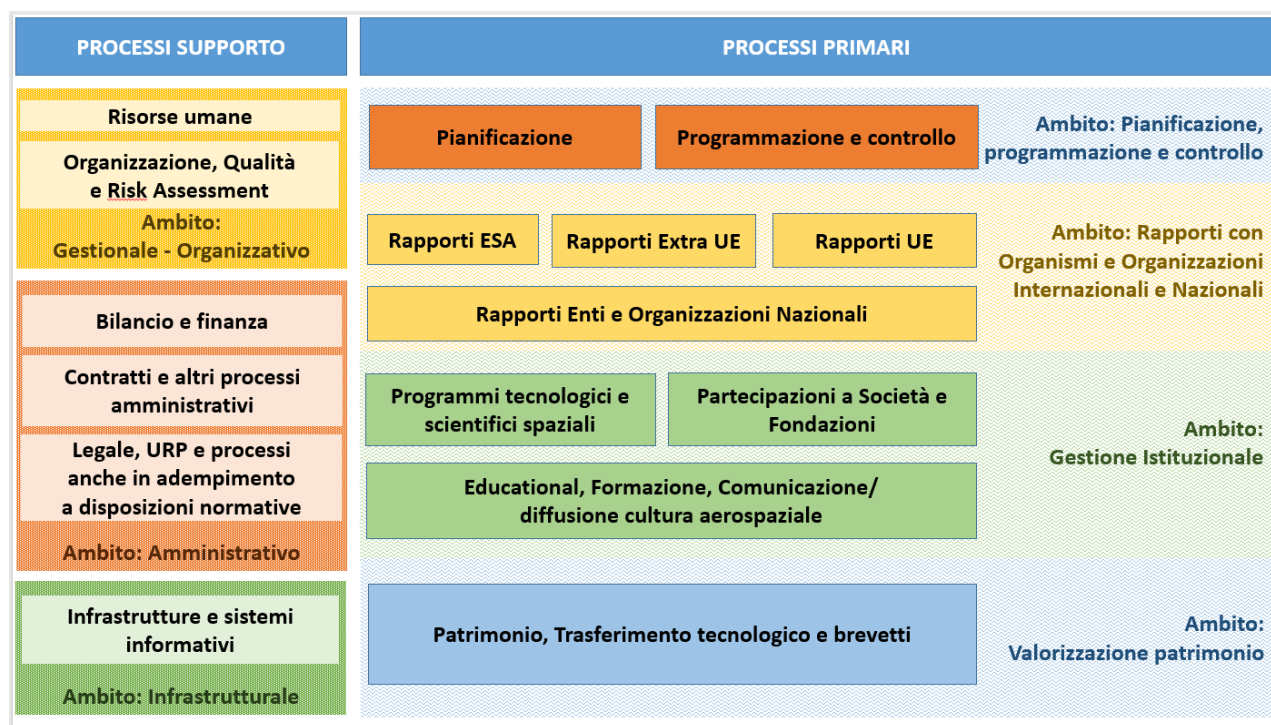 PROCESSI SUPPORTO
Risorse umane
Organizzazione, Qualità
e Risk Assessment
Ambito:
Gestionale - Organizzativo
Bilancio e finanza
Contratti e altri processi
amministrativi
Legale, URP e processi
anche in adempimento
a disposizioni normative
Ambito: Amministrativo
Infrastrutture e sistemi
informativi
Ambito: Infrastrutturale
PROCESSI PRIMARI
Pianificazione
Programmazione e controllo
Ambito: Pianificazione,
programmazione e controllo
Rapporti ESA
Rapporti Extra UE
Rapporti UE
Rapporti Enti e Organizzazioni Nazionali
Ambito: Rapporti con
Organismi e Organizzazioni
Internazionali e Nazionali
Programmi tecnologici e
scientifici spaziali
Partecipazioni a Società e
Fondazioni
Educational, Formazione, Comunicazione/
diffusione cultura aerospaziale
Ambito:
Gestione Istituzionale
Patrimonio, Trasferimento tecnologico e brevetti
Ambito:
Valorizzazione patrimonio